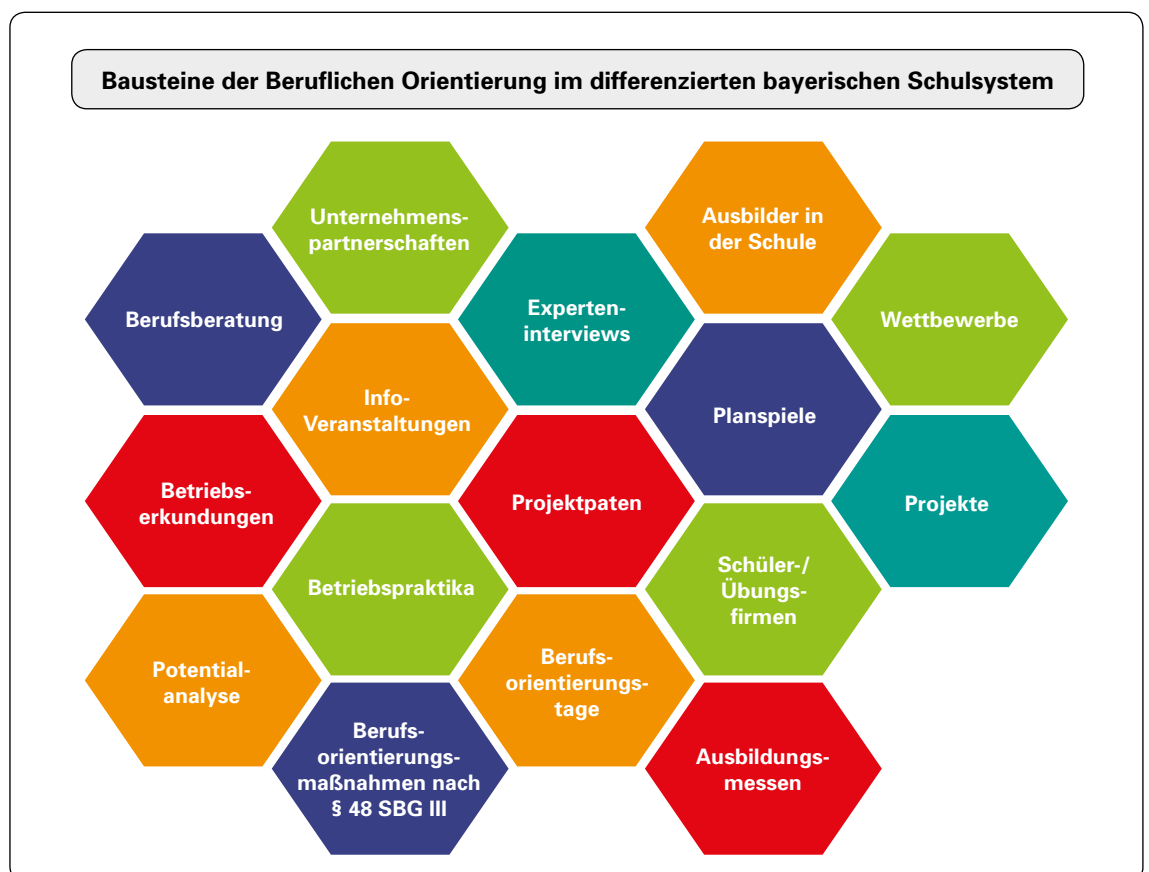 Bausteine der Beruflichen Orientierung im differenzierten bayerischen Schulsystem
Unternehmens-
partnerschaften
Ausbilder in
der Schule
Berufsberatung
Experten-
interviews
Wettbewerbe
Info-
Veranstaltungen
Planspiele
Betriebs-
erkundungen
Projektpaten
Projekte
Betriebspraktika
Schüler-/
Übungs-
firmen
Potential-
analyse
Berufs-
orientierungs-
tage
Berufs-
orientierungs-
maßnahmen nach
§ 48 SBG III
Ausbildungs-
messen